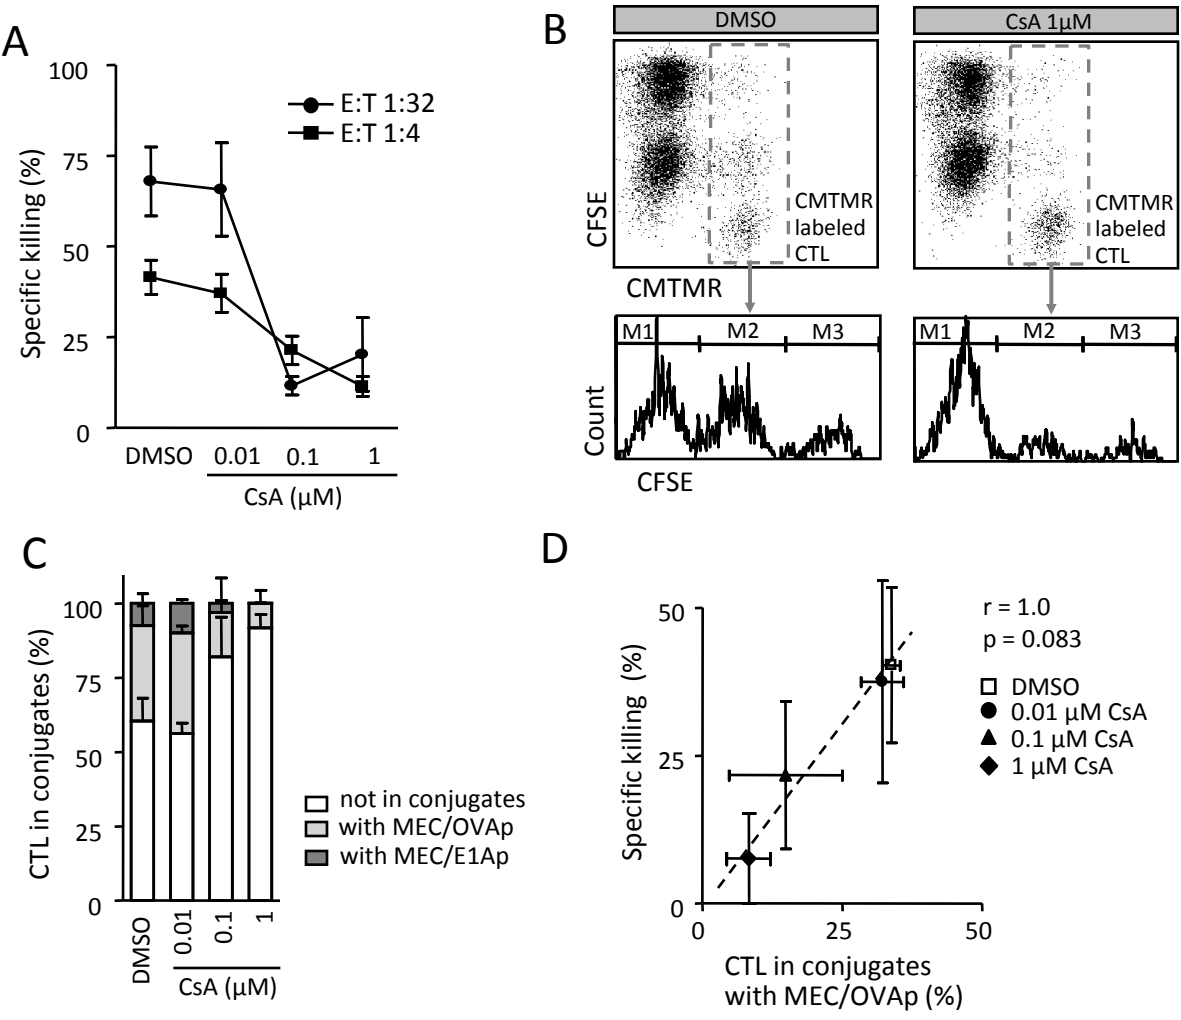 A
100
75
50
25
0
Specific killing (%)
E:T 1:32
E:T 1:4
DMSO
0.01
0.1
1
CsA (µM)
B
DMSO
CsA 1µM
CFSE
CMTMR
labeled
CTL
CMTMR
labeled
CTL
CMTMR
M1
M2
M3
M1
M2
M3
Count
CFSE
C
100
75
50
25
0
CTL in conjugates (%)
not in conjugates
with MEC/OVAp
with MEC/E1Ap
DMSO
0.01
0.1
1
CsA (µM)
D
50
25
0
Specific killing (%)
r = 1.0
p = 0.083
DMSO
0.01 µM CsA
0.1 µM CsA
1 µM CsA
0
25
50
CTL in conjugates
with MEC/OVAp (%)